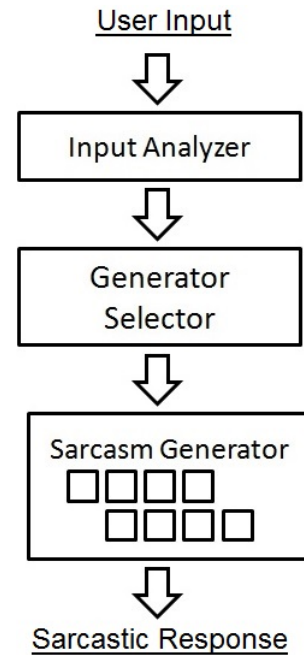 User Input
Input Analyzer
Generator
Selector
Sarcasm Generator
Sarcastic Response